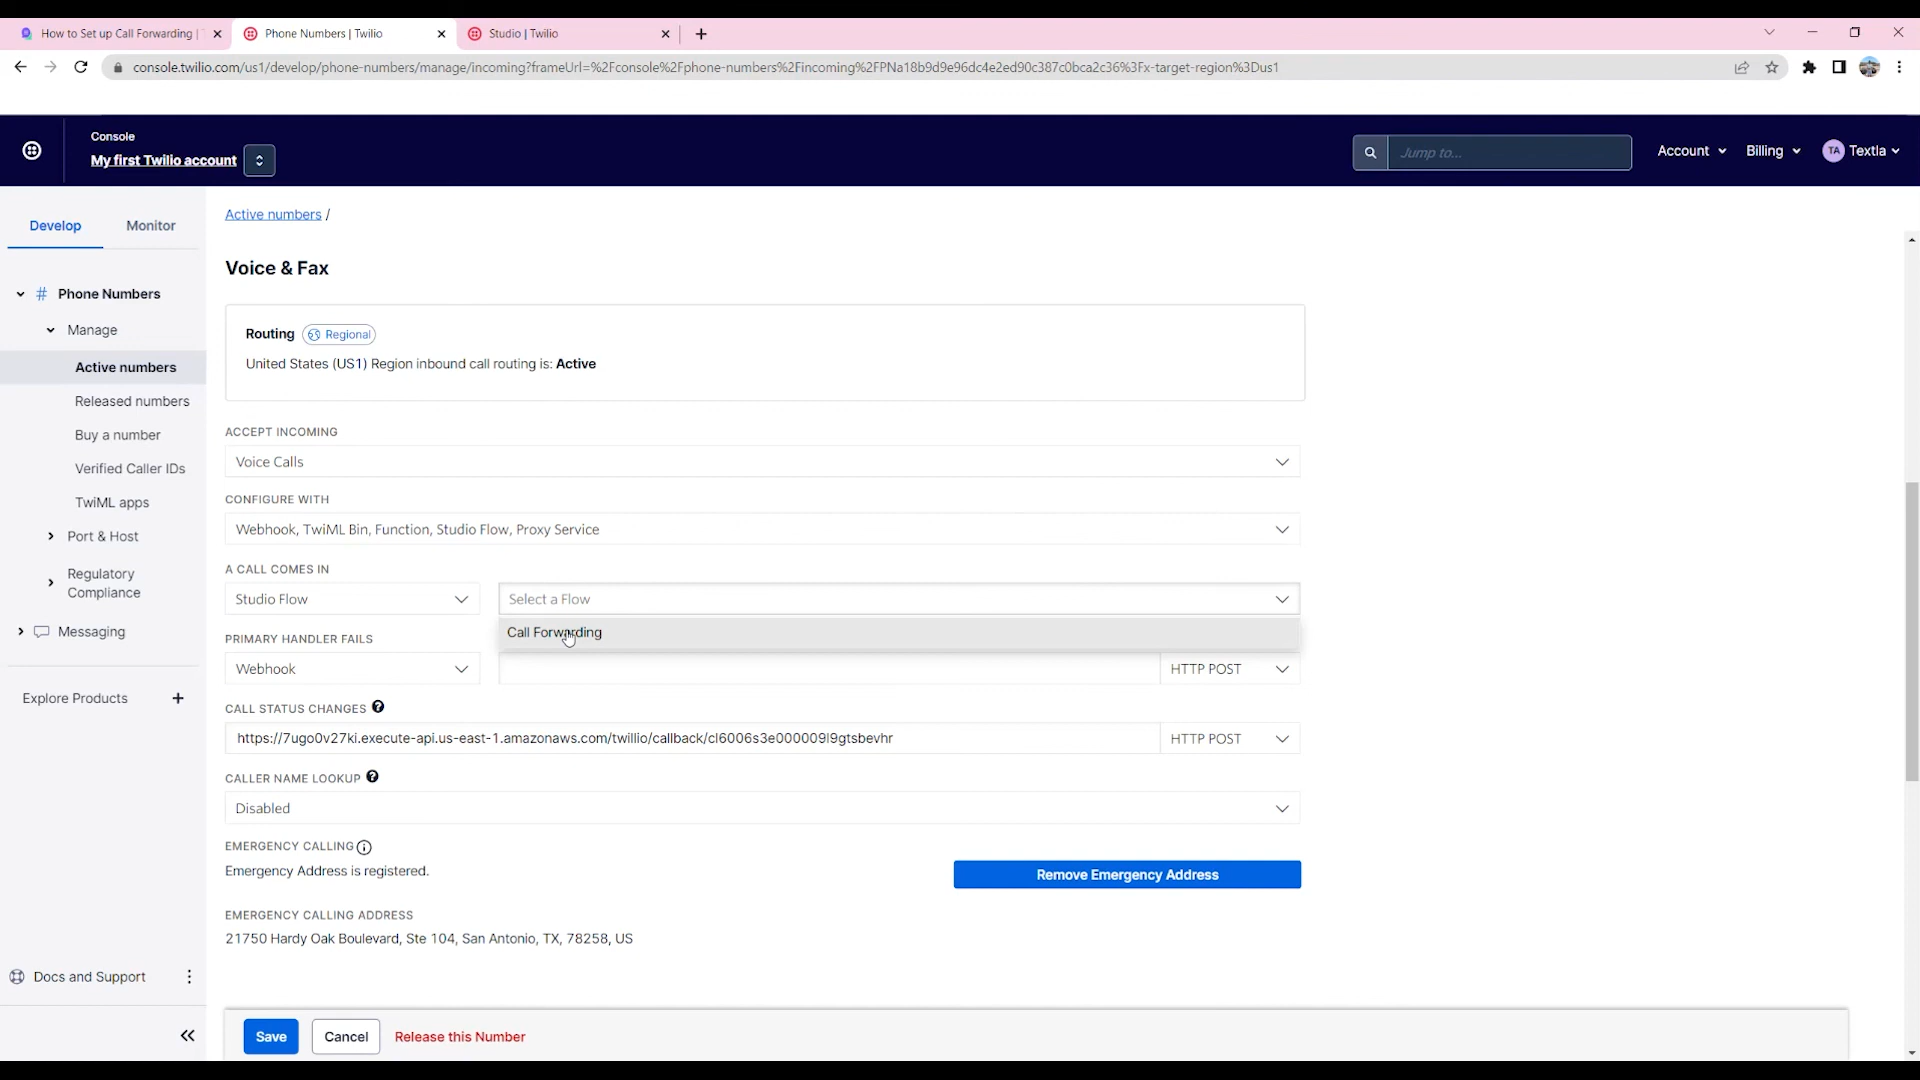 How to Set up Call Forwarding |
Phone Numbers | Twilio
Studio | Twilio
console.twilio.com/us1/develop/phone-numbers/manage/incoming?frameUrl=%2Fconsole%2Fphone-numbers%2Fincoming%2FPNa18b9d9e96dc4e2ed90c387c0bca2c36%3Fx-target-region%3Dus1
Console
My first Twilio account
Jump to...
Account
Billing
TA
Textla
Develop
Monitor
# Phone Numbers
Manage
Active numbers
Released numbers
Buy a number
Verified Caller IDs
TwiML apps
Port & Host
Regulatory
Compliance
Messaging
Explore Products +
Docs and Support
Active numbers /
Voice & Fax
Routing Regional
United States (US1) Region inbound call routing is: Active
ACCEPT INCOMING
Voice Calls
CONFIGURE WITH
Webhook, TwiML Bin, Function, Studio Flow, Proxy Service
A CALL COMES IN
Studio Flow
Select a Flow
Call Forwarding
PRIMARY HANDLER FAILS
Webhook
HTTP POST
CALL STATUS CHANGES ?
https://7ugo0v27ki.execute-api.us-east-1.amazonaws.com/twillio/callback/cl6006s3e000009l9gtsbevhr
HTTP POST
CALLER NAME LOOKUP ?
Disabled
EMERGENCY CALLING
Emergency Address is registered.
Remove Emergency Address
EMERGENCY CALLING ADDRESS
21750 Hardy Oak Boulevard, Ste 104, San Antonio, TX, 78258, US
Save
Cancel
Release this Number